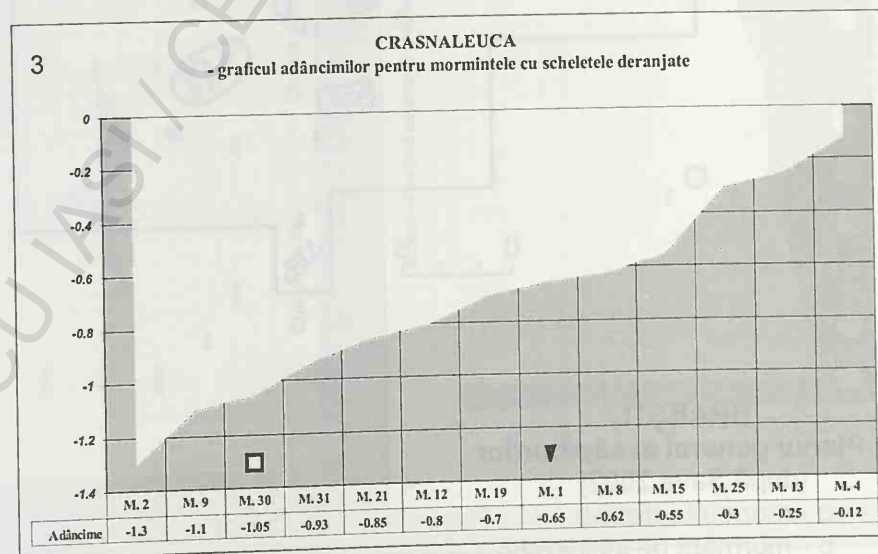 CU IASI / CE
3
CRASNALEUCA
- graficul adâncimilor pentru mormintele cu scheletele deranjate
0
-0.2
-0.4
-0.6
-0.8
-1
-1.2
-1.4
M. 2 M. 9 M. 30 M. 31 M. 21 M. 12 M. 19 M. 1 M. 8 M. 15 M. 25 M. 13 M. 4
Adâncime -1.3 -1.1 -1.05 -0.93 -0.85 -0.8 -0.7 -0.65 -0.62 -0.55 -0.3 -0.25 -0.12